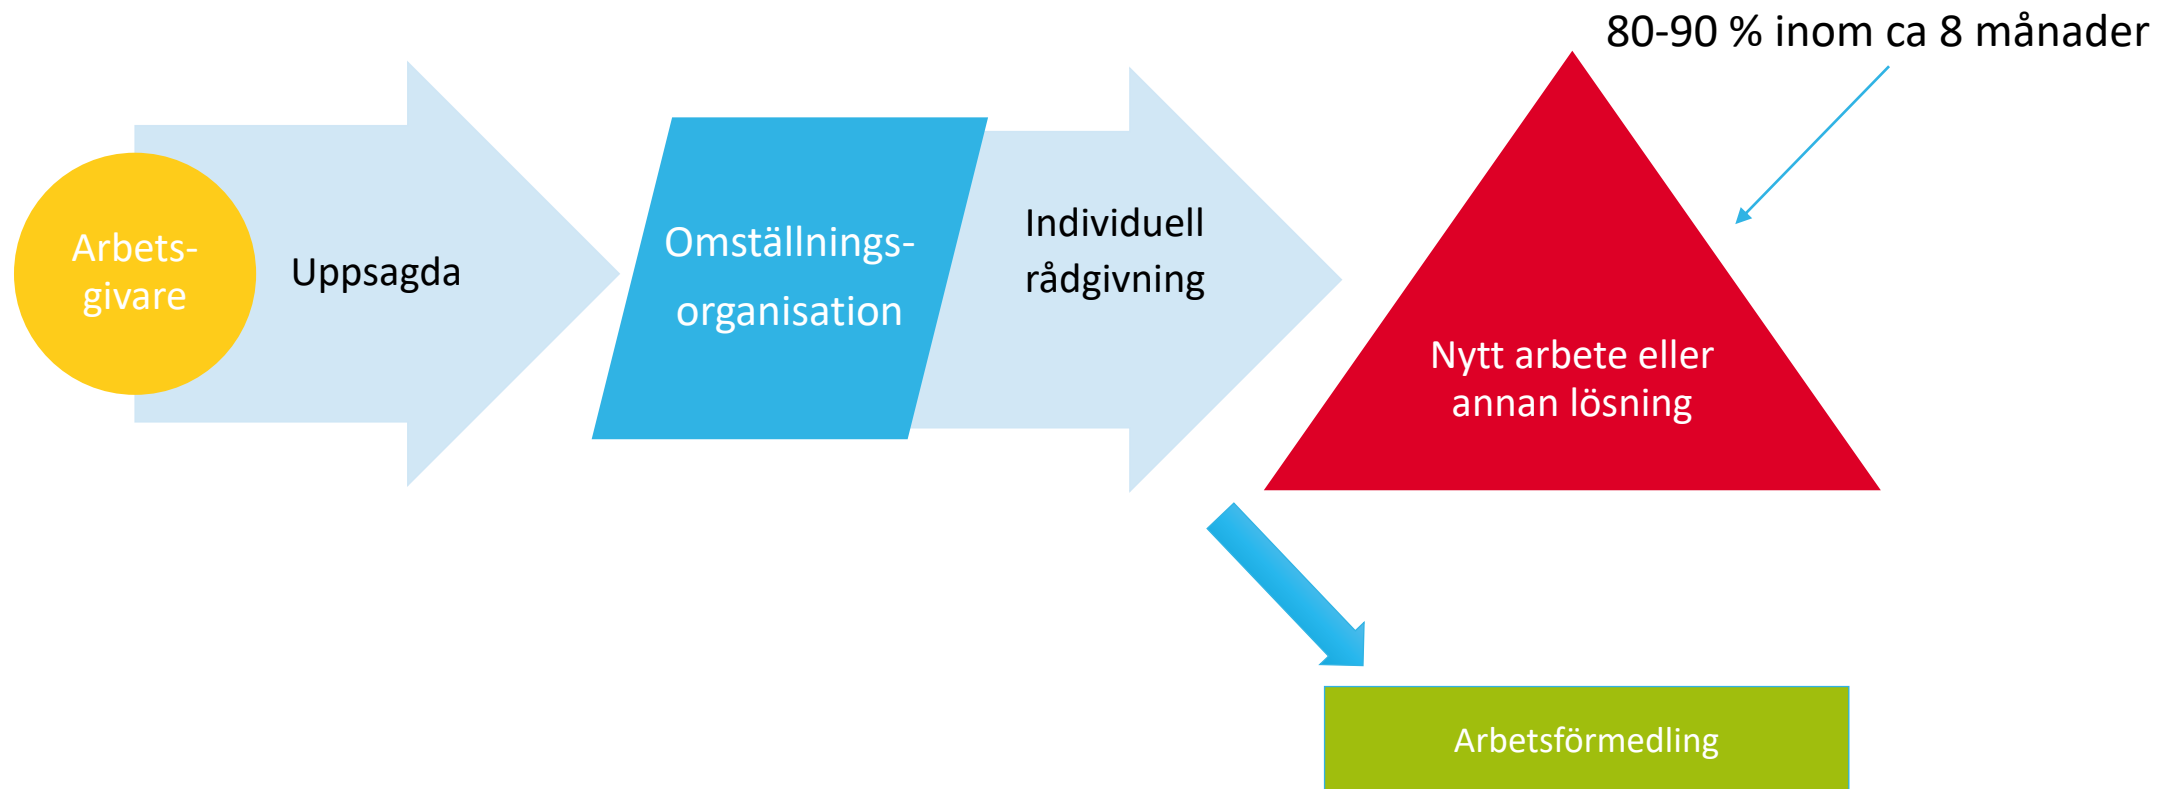 80-90 % inom ca 8 månader
Arbets-
givare
Uppsagda
Omställnings-
organisation
Individuell
rådgivning
Nytt arbete eller
annan lösning
Arbetsförmedling